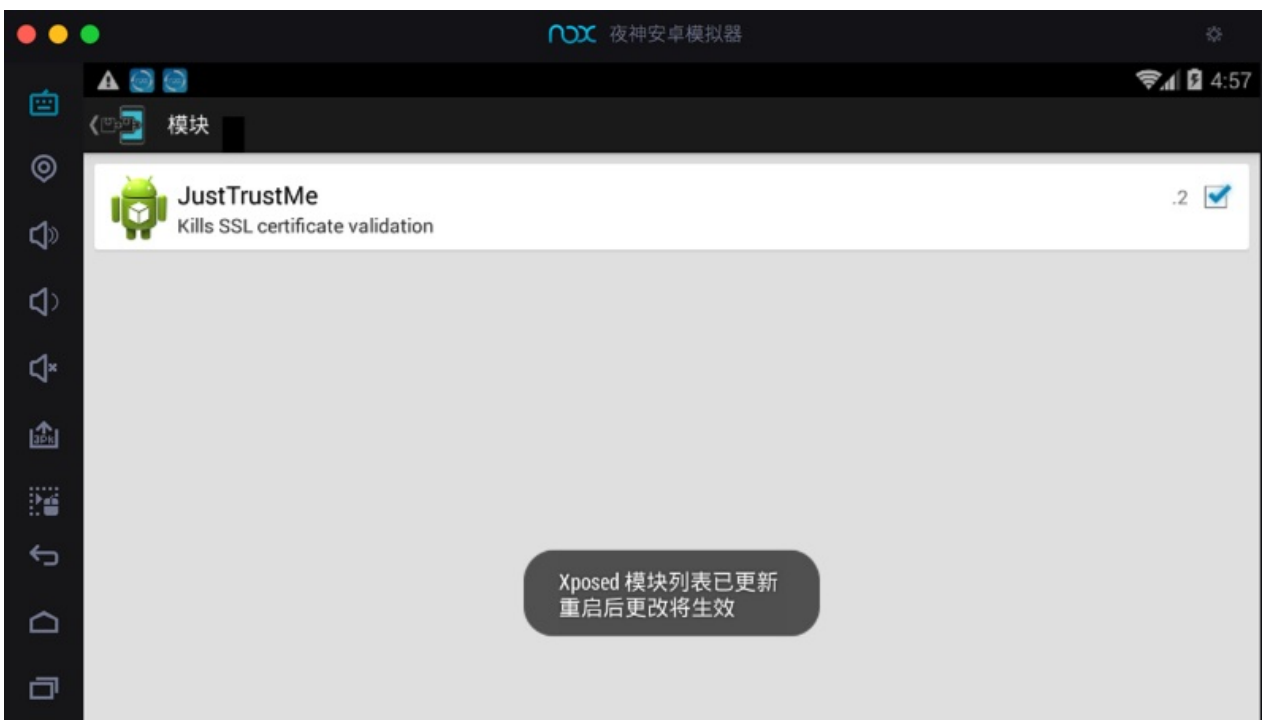 nox 夜神安卓模拟器
4:57
模块
JustTrustMe
Kills SSL certificate validation
.2
Xposed 模块列表已更新
重启后更改将生效